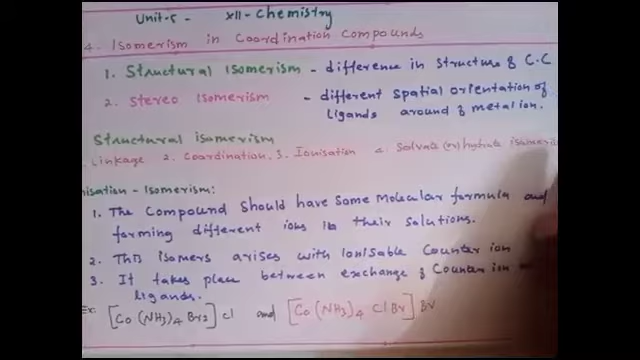 Unit-5 - XII-Chemistry
4. Isomerism in Coordination Compounds
1. Structural Isomerism - difference in structure of C.C
2. Stereo Isomerism - different spatial orientation of
Ligands around of metal ion.
Structural isomerism
Linkage 2. Coordination, 3. Ionisation 4. Solvate (or) hydrate isomeris
nisation - Isomerism:
1. The Compound should have same Molecular formula and
forming different ions in their solutions.
2. This isomers arises with Ionisable Counter ion
3. It takes place between exchange of Counter ion
ligands.
Ex: [Co(NH3)4 Br2] Cl and [Co(NH3)4 Cl Br] Br